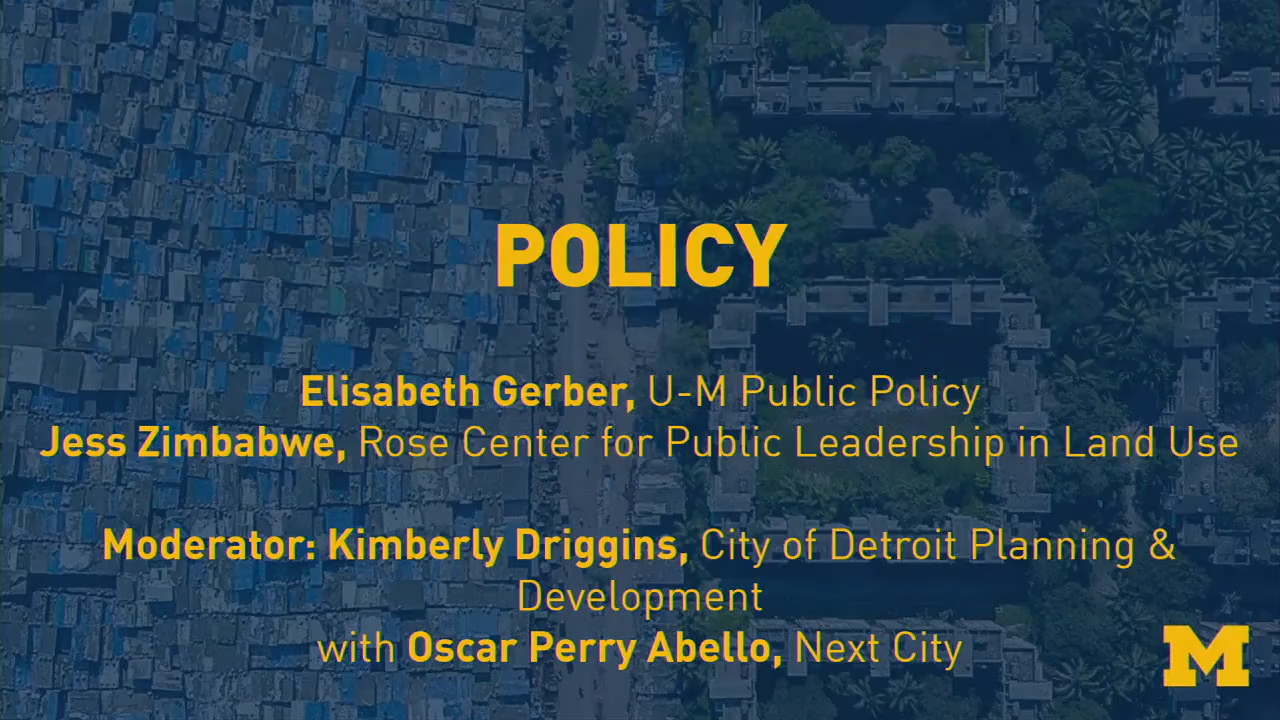 POLICY
Elisabeth Gerber, U-M Public Policy
Jess Zimbabwe, Rose Center for Public Leadership in Land Use
Moderator: Kimberly Driggins, City of Detroit Planning &
Development
with Oscar Perry Abello, Next City
M